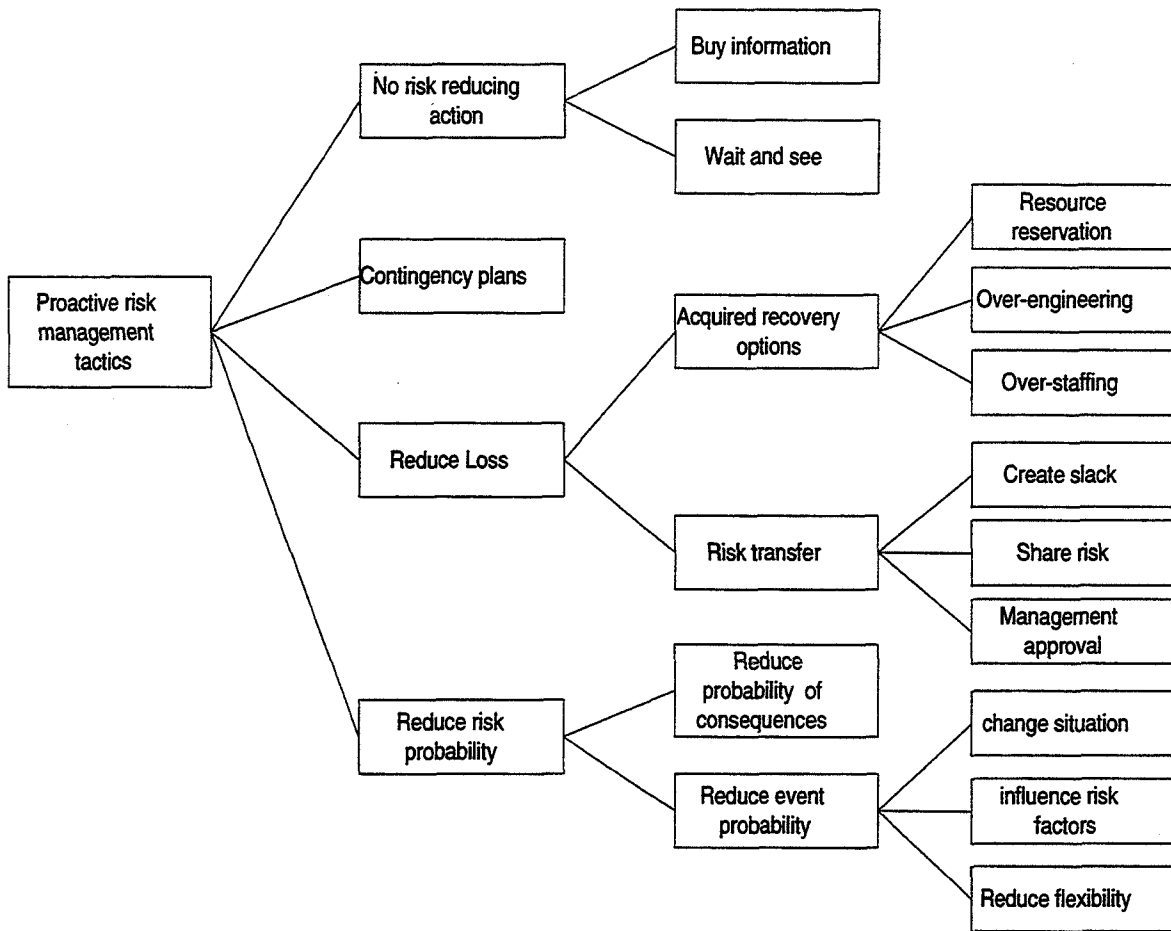 Buy information
No risk reducing
action
Wait and see
Resource
reservation
Contingency plans
Proactive risk
management
tactics
Over-engineering
Acquired recovery
options
Over-staffing
Reduce Loss
Create slack
Risk transfer
Share risk
Management
approval
Reduce
probability of
consequences
Reduce risk
probability
change situation
Reduce event
probability
influence risk
factors
Reduce flexibility